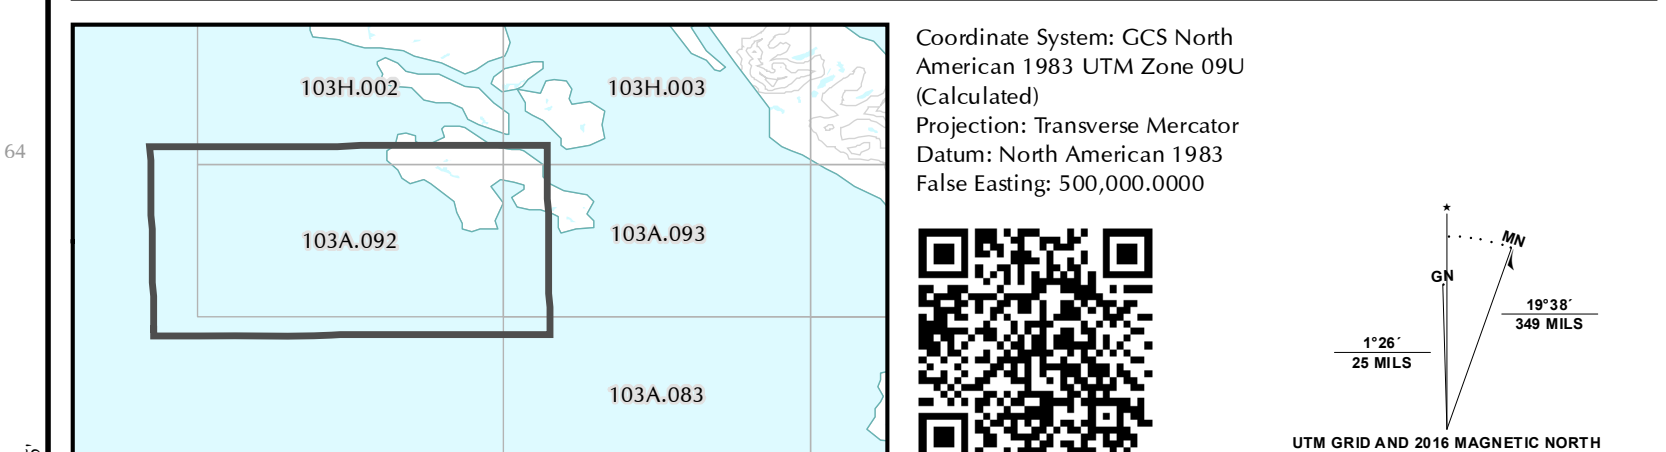 64
103H.002
103H.003
103A.092
103A.093
103A.083
Coordinate System: GCS North
American 1983 UTM Zone 09U
(Calculated)
Projection: Transverse Mercator
Datum: North American 1983
False Easting: 500,000.0000
MN
GN
19°38´
349 MILS
1°26´
25 MILS
UTM GRID AND 2016 MAGNETIC NORTH